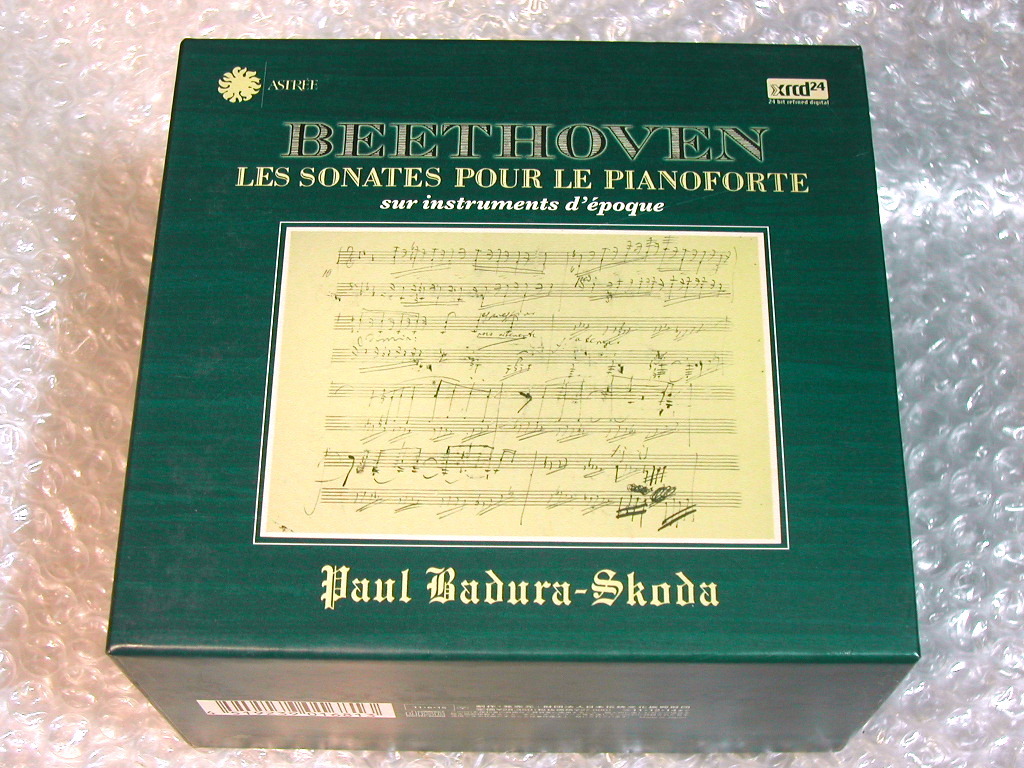 ASTRÉE
xrcd24
24 bit refined digital
BEETHOVEN
LES SONATES POUR LE PIANOFORTE
sur instruments d'époque
Paul Badura-Skoda